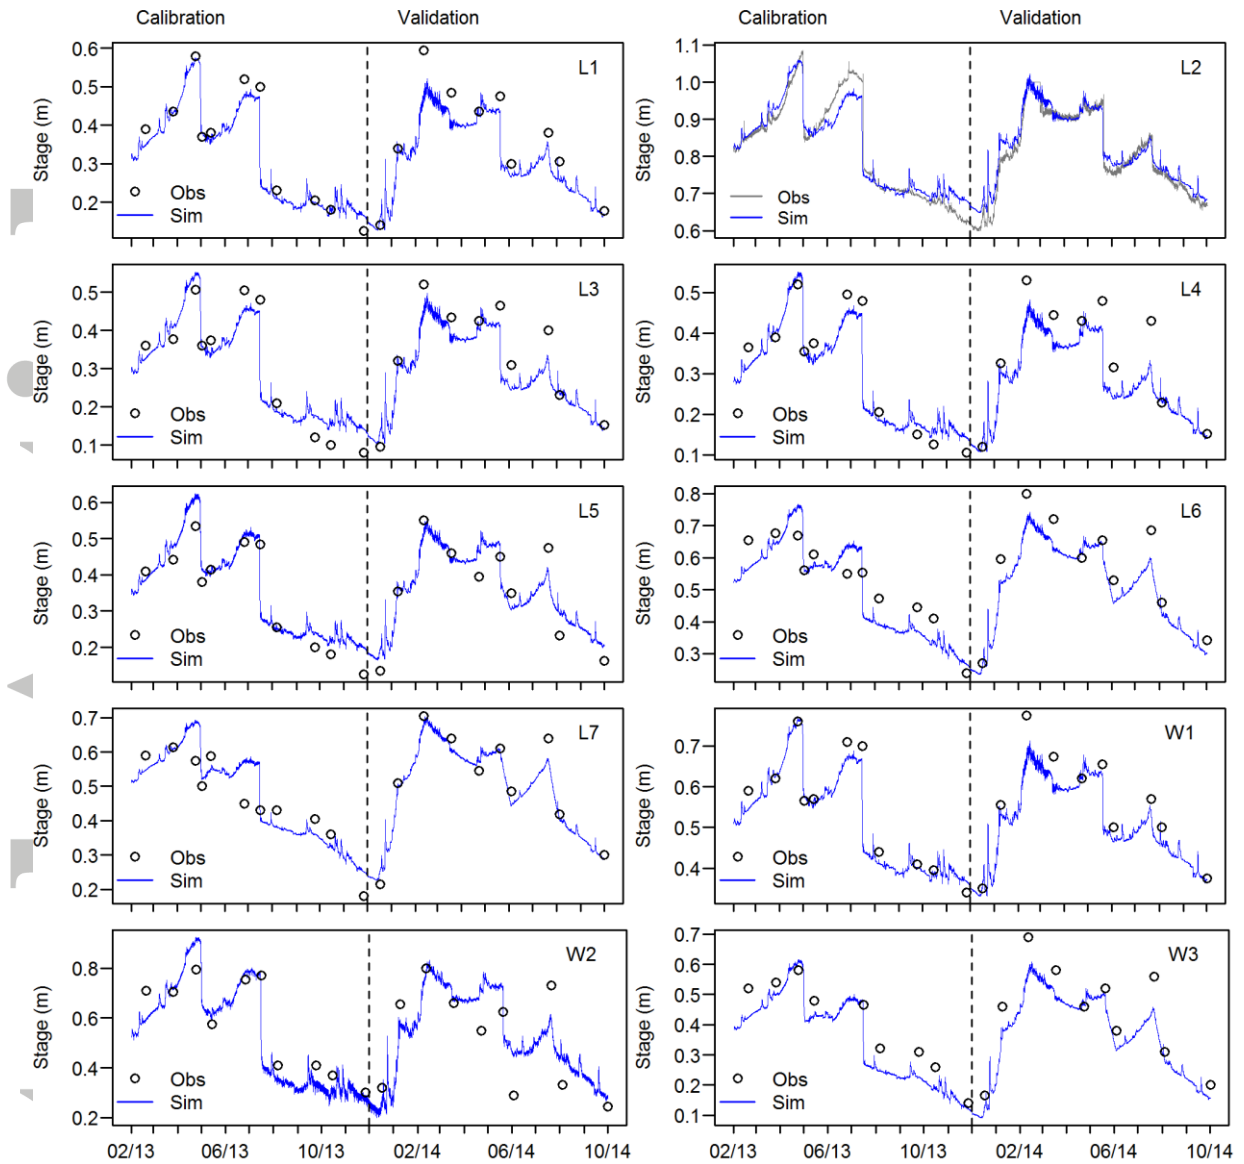 Calibration Validation Calibration Validation
L1
Stage (m)
0.6
0.5
0.4
0.3
0.2
Obs
Sim
L2
Stage (m)
1.1
1.0
0.9
0.8
0.7
0.6
Obs
Sim
L3
Stage (m)
0.5
0.4
0.3
0.2
0.1
Obs
Sim
L4
Stage (m)
0.5
0.4
0.3
0.2
0.1
Obs
Sim
L5
Stage (m)
0.6
0.5
0.4
0.3
0.2
Obs
Sim
L6
Stage (m)
0.8
0.7
0.6
0.5
0.4
0.3
Obs
Sim
L7
Stage (m)
0.7
0.6
0.5
0.4
0.3
0.2
Obs
Sim
W1
Stage (m)
0.7
0.6
0.5
0.4
Obs
Sim
W2
Stage (m)
0.8
0.6
0.4
0.2
Obs
Sim
02/13 06/13 10/13 02/14 06/14 10/14
W3
Stage (m)
0.7
0.6
0.5
0.4
0.3
0.2
0.1
Obs
Sim
02/13 06/13 10/13 02/14 06/14 10/14